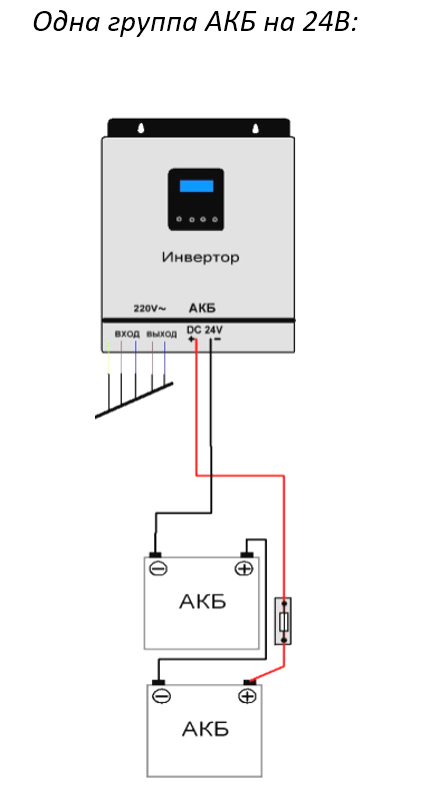 Одна группа АКБ на 24В:
Инвертор
220V~ АКБ
ВХОД ВЫХОД DC 24V
+ −
− +
АКБ
− +
АКБ